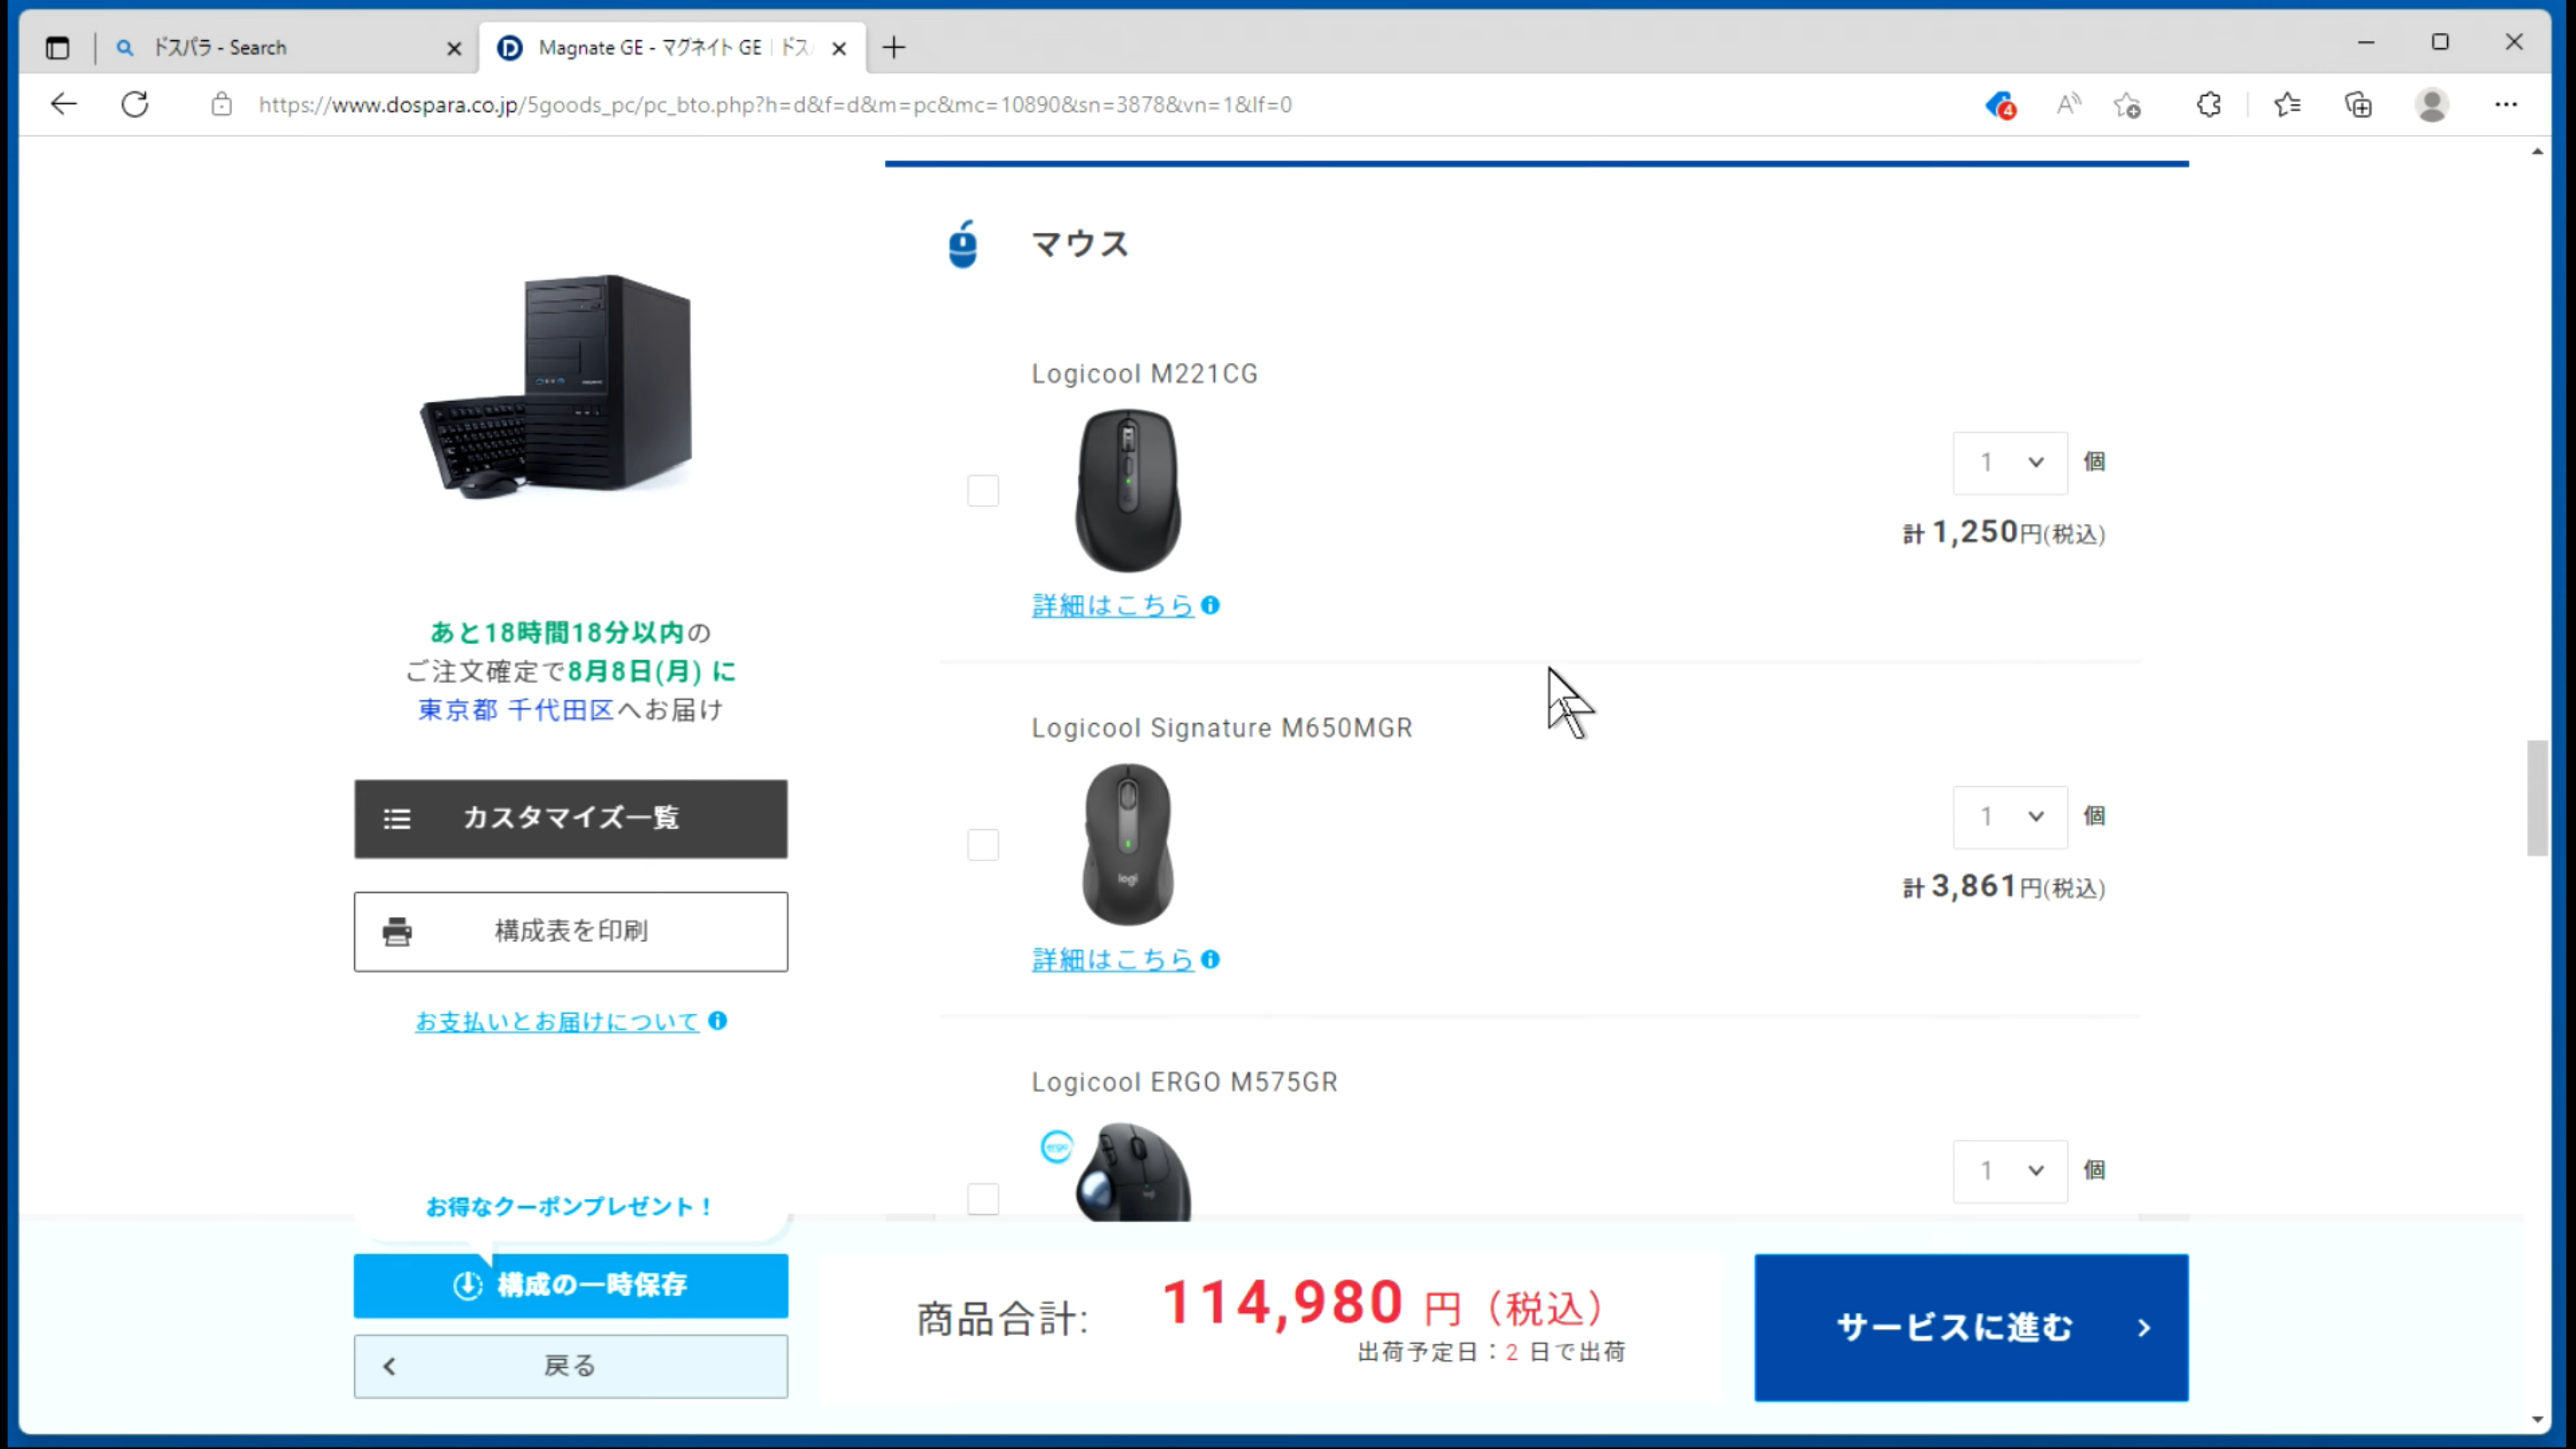 ドスパラ - Search
Magnate GE - マグネイト GE｜ドス
https://www.dospara.co.jp/5goods_pc/pc_bto.php?h=d&f=d&m=pc&mc=10890&sn=3878&vn=1&lf=0
4
マウス
Logicool M221CG
1 個
計 1,250円(税込)
詳細はこちら
あと18時間18分以内の
ご注文確定で8月8日(月) に
東京都 千代田区へお届け
Logicool Signature M650MGR
logi
1 個
計 3,861円(税込)
詳細はこちら
カスタマイズ一覧
構成表を印刷
お支払いとお届けについて
Logicool ERGO M575GR
ergo
1 個
お得なクーポンプレゼント！
構成の一時保存
戻る
商品合計: 114,980 円（税込）
出荷予定日：2 日で出荷
サービスに進む